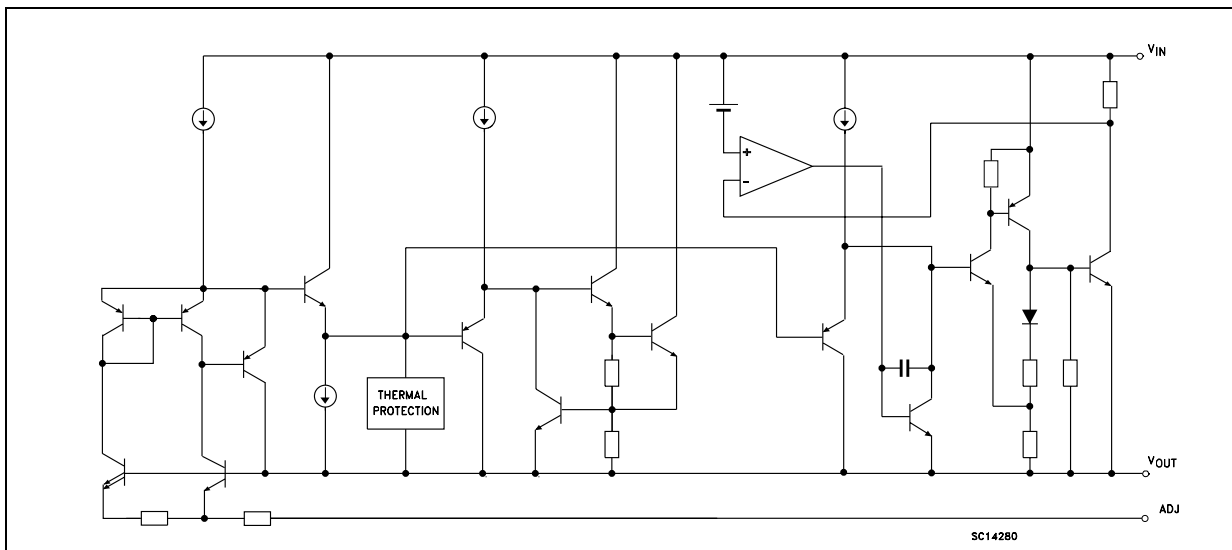 VIN
+
-
THERMAL
PROTECTION
VOUT
ADJ
SC14280